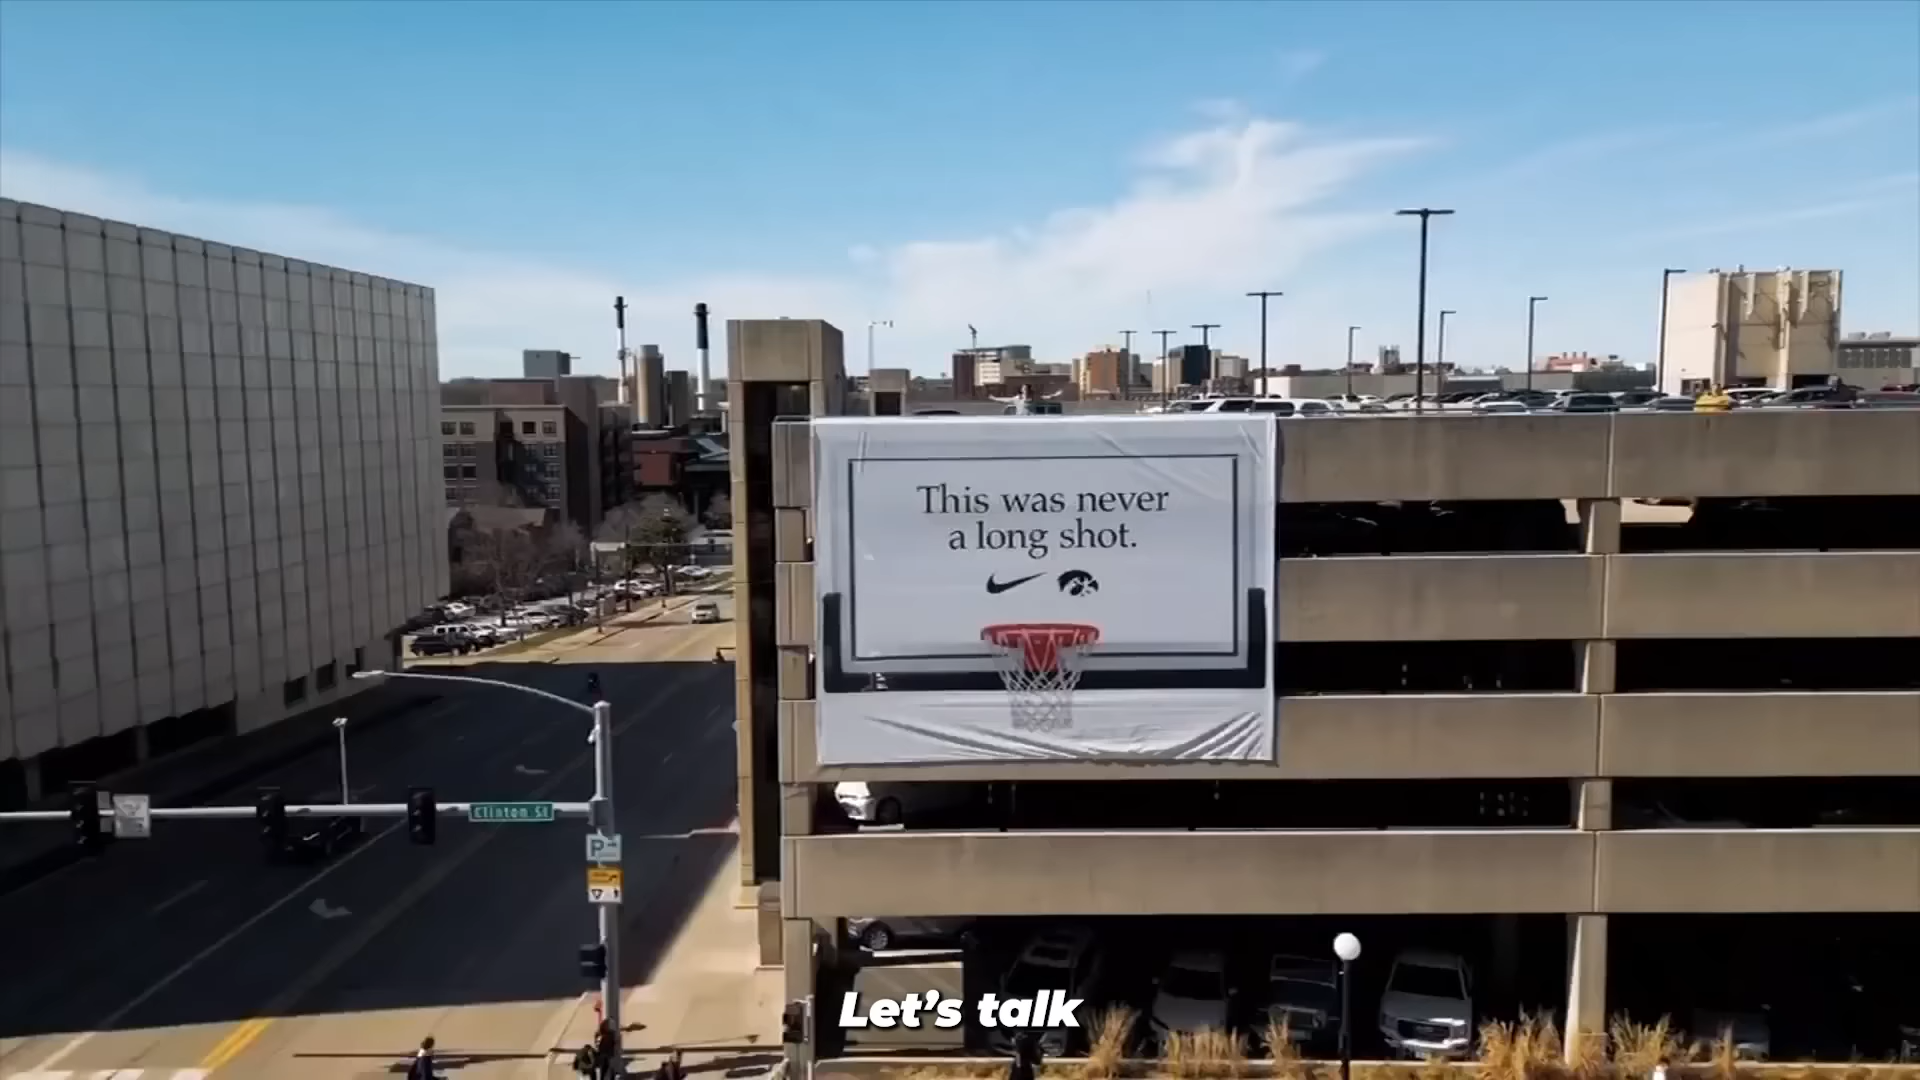 This was never
a long shot.
Clinton St
P
Let's talk